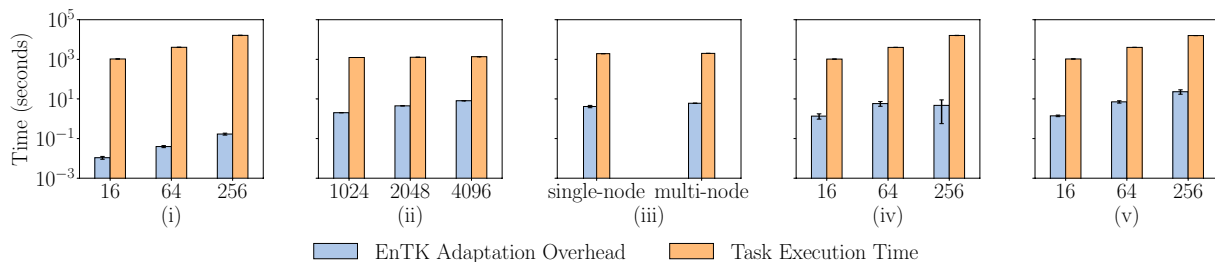 Time (seconds)
10^5
10^3
10^1
10^-1
10^-3
16 64 256
(i)
1024 2048 4096
(ii)
single-node multi-node
(iii)
16 64 256
(iv)
16 64 256
(v)
EnTK Adaptation Overhead
Task Execution Time